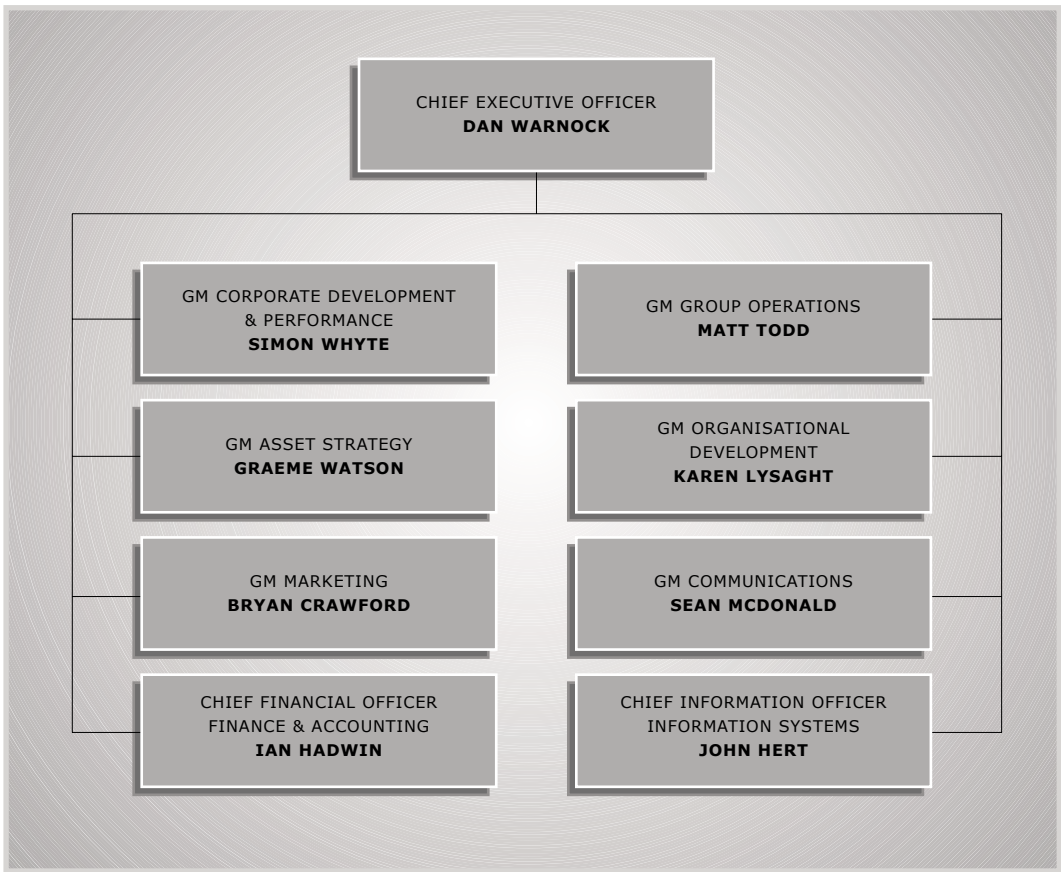 CHIEF EXECUTIVE OFFICER
DAN WARNOCK
GM CORPORATE DEVELOPMENT
& PERFORMANCE
SIMON WHYTE
GM GROUP OPERATIONS
MATT TODD
GM ASSET STRATEGY
GRAEME WATSON
GM ORGANISATIONAL
DEVELOPMENT
KAREN LYSAGHT
GM MARKETING
BRYAN CRAWFORD
GM COMMUNICATIONS
SEAN MCDONALD
CHIEF FINANCIAL OFFICER
FINANCE & ACCOUNTING
IAN HADWIN
CHIEF INFORMATION OFFICER
INFORMATION SYSTEMS
JOHN HERT